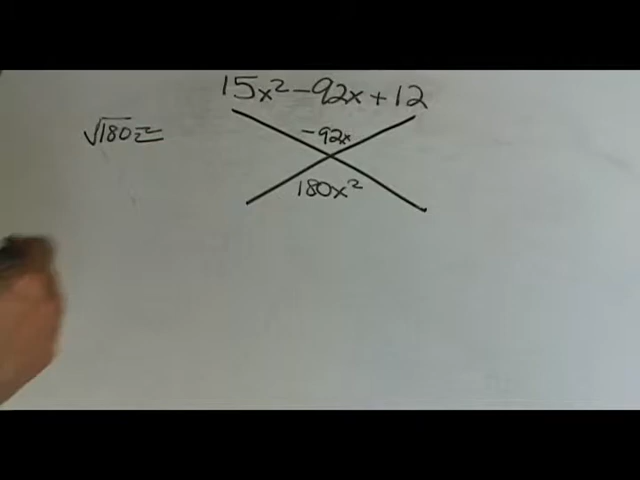 15x² - 92x + 12
-92x
√180 ≈
180x²